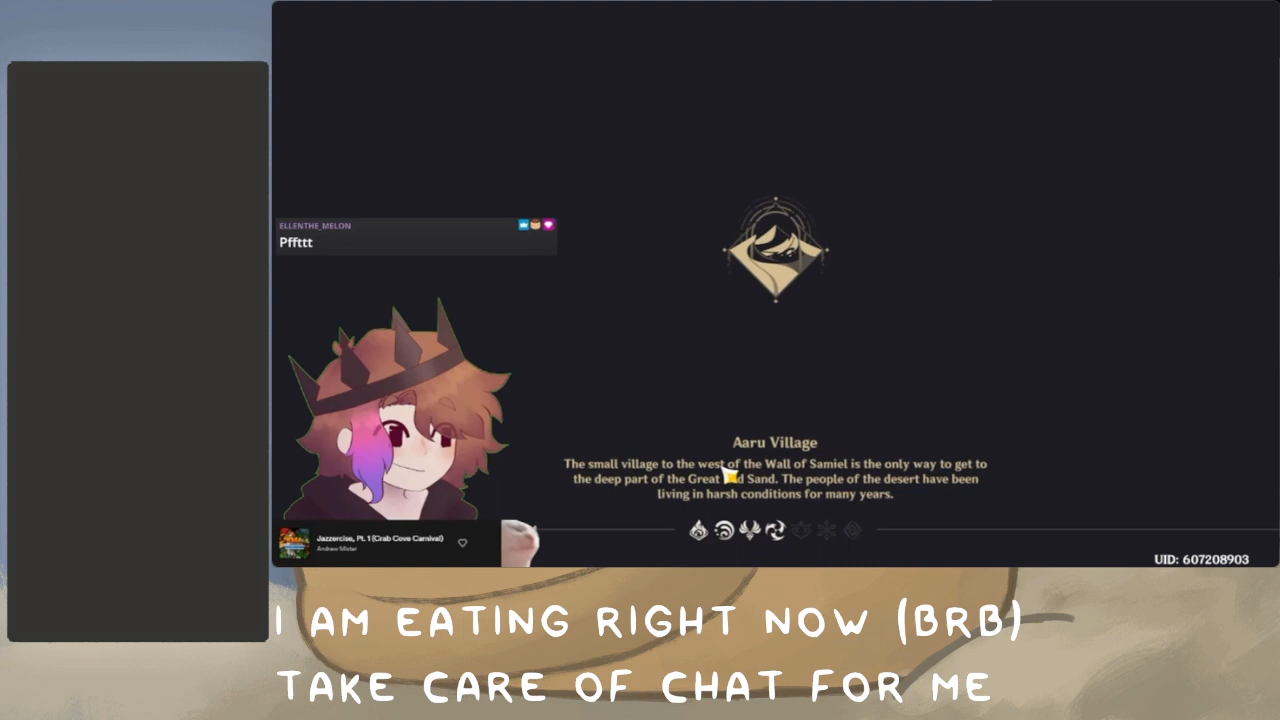 ELLENTHE_MELON
Pffttt
Aaru Village
The small village to the west of the Wall of Samiel is the only way to get to
the deep part of the Great Sand. The people of the desert have been
living in harsh conditions for many years.
Jazzercise, Pt. 1 (Crab Cove Carnival)
Andrew Mister
UID: 607208903
I AM EATING RIGHT NOW (BRB)
TAKE CARE OF CHAT FOR ME